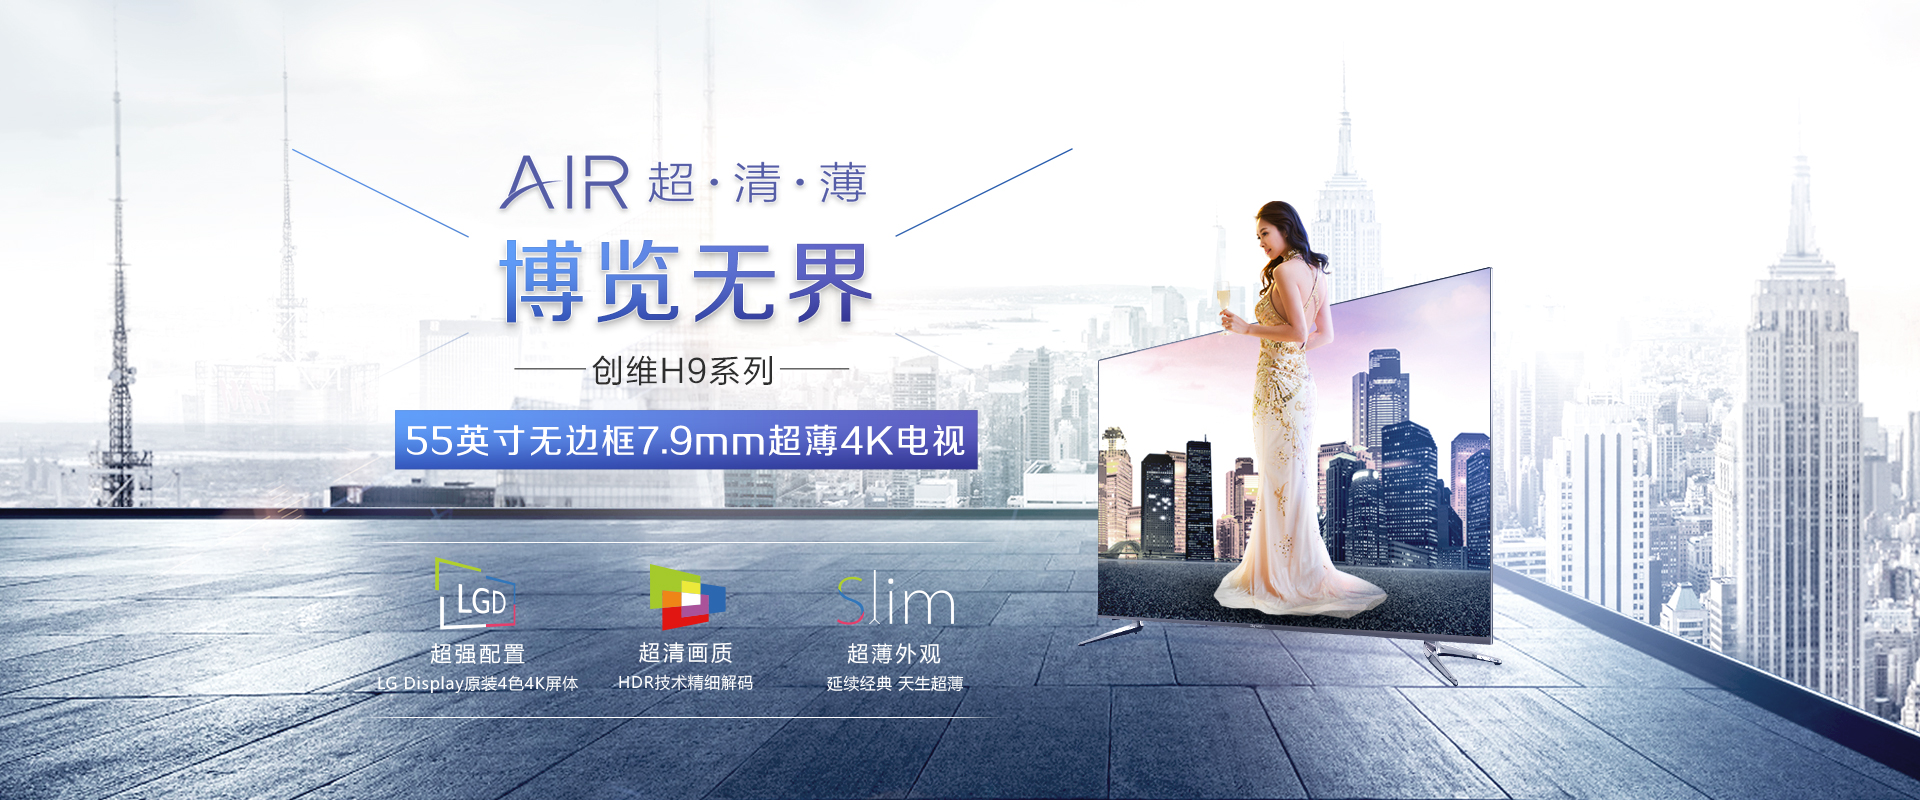 AIR 超·清·薄
博览无界
创维H9系列
55英寸无边框7.9mm超薄4K电视
LGD
Slim
超强配置
超清画质
超薄外观
LG Display原装4色4K屏体
HDR技术精细解码
延续经典 天生超薄